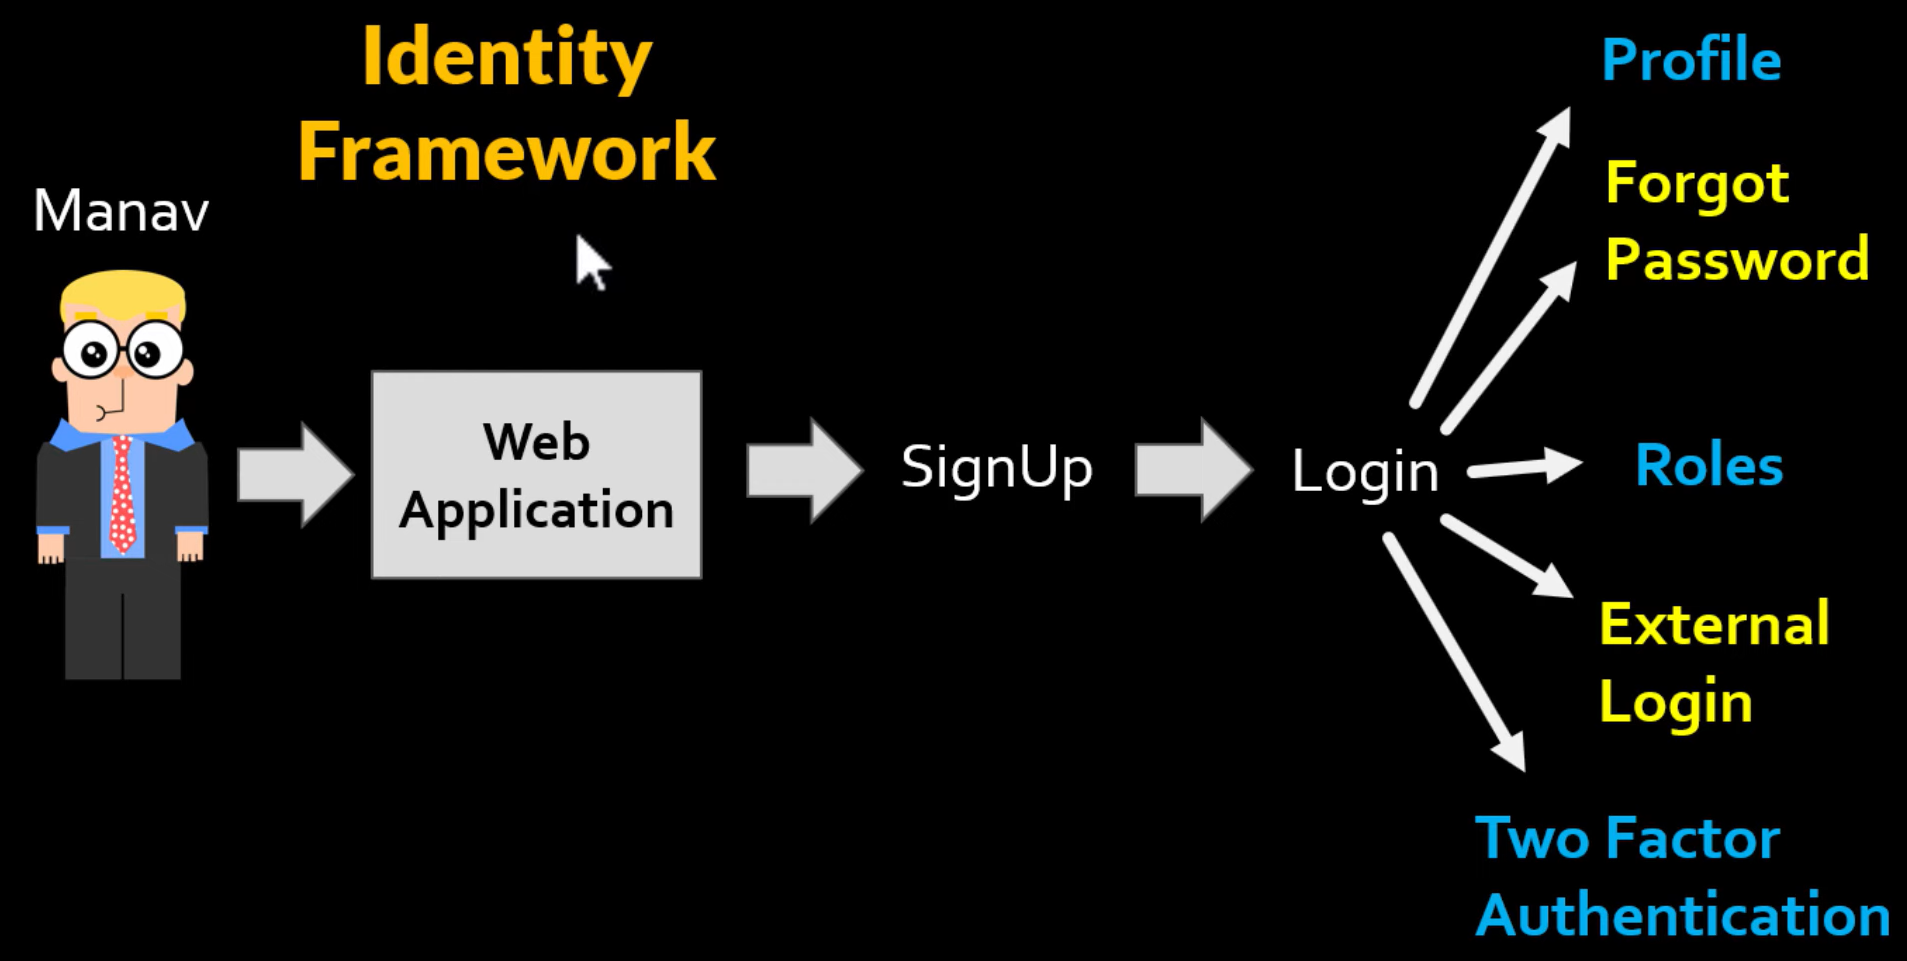 Identity
Framework
Manav
Web
Application
SignUp
Login
Profile
Forgot
Password
Roles
External
Login
Two Factor
Authentication